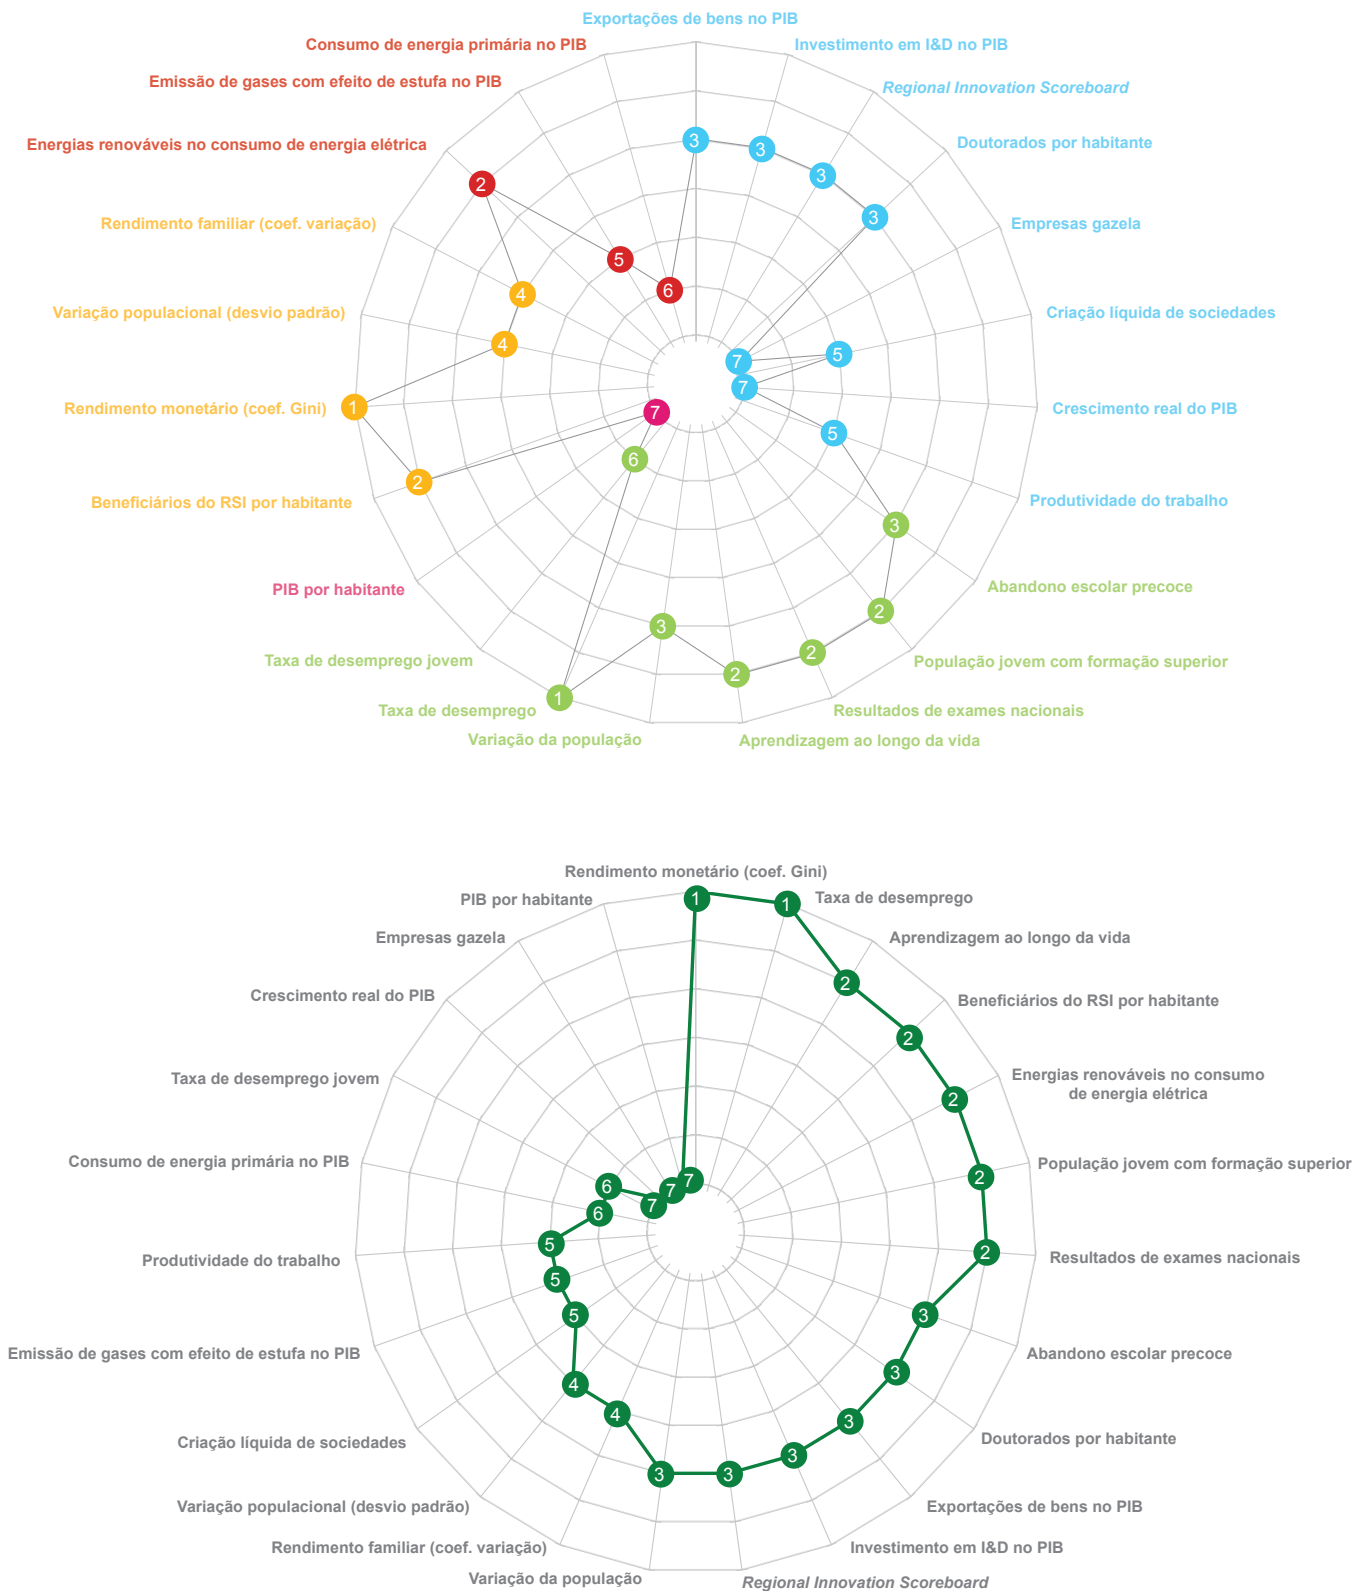 Exportações de bens no PIB
Consumo de energia primária no PIB
Investimento em I&D no PIB
Emissão de gases com efeito de estufa no PIB
Regional Innovation Scoreboard
Energias renováveis no consumo de energia elétrica
Doutorados por habitante
3
3
3
2
3
Rendimento familiar (coef. variação)
Empresas gazela
5
6
4
Variação populacional (desvio padrão)
Criação líquida de sociedades
4
5
7
7
Rendimento monetário (coef. Gini)
1
Crescimento real do PIB
7
5
6
2
Beneficiários do RSI por habitante
Produtividade do trabalho
3
PIB por habitante
Abandono escolar precoce
2
3
2
Taxa de desemprego jovem
População jovem com formação superior
2
1
Taxa de desemprego
Resultados de exames nacionais
Variação da população
Aprendizagem ao longo da vida
Rendimento monetário (coef. Gini)
PIB por habitante
1
1
Taxa de desemprego
Empresas gazela
Aprendizagem ao longo da vida
2
Crescimento real do PIB
Beneficiários do RSI por habitante
2
Taxa de desemprego jovem
Energias renováveis no consumo
de energia elétrica
2
Consumo de energia primária no PIB
População jovem com formação superior
2
6
7
7
7
6
5
2
Produtividade do trabalho
Resultados de exames nacionais
5
5
3
Emissão de gases com efeito de estufa no PIB
Abandono escolar precoce
3
4
4
3
3
Criação líquida de sociedades
Doutorados por habitante
3
3
Variação populacional (desvio padrão)
Exportações de bens no PIB
Rendimento familiar (coef. variação)
Investimento em I&D no PIB
Variação da população
Regional Innovation Scoreboard